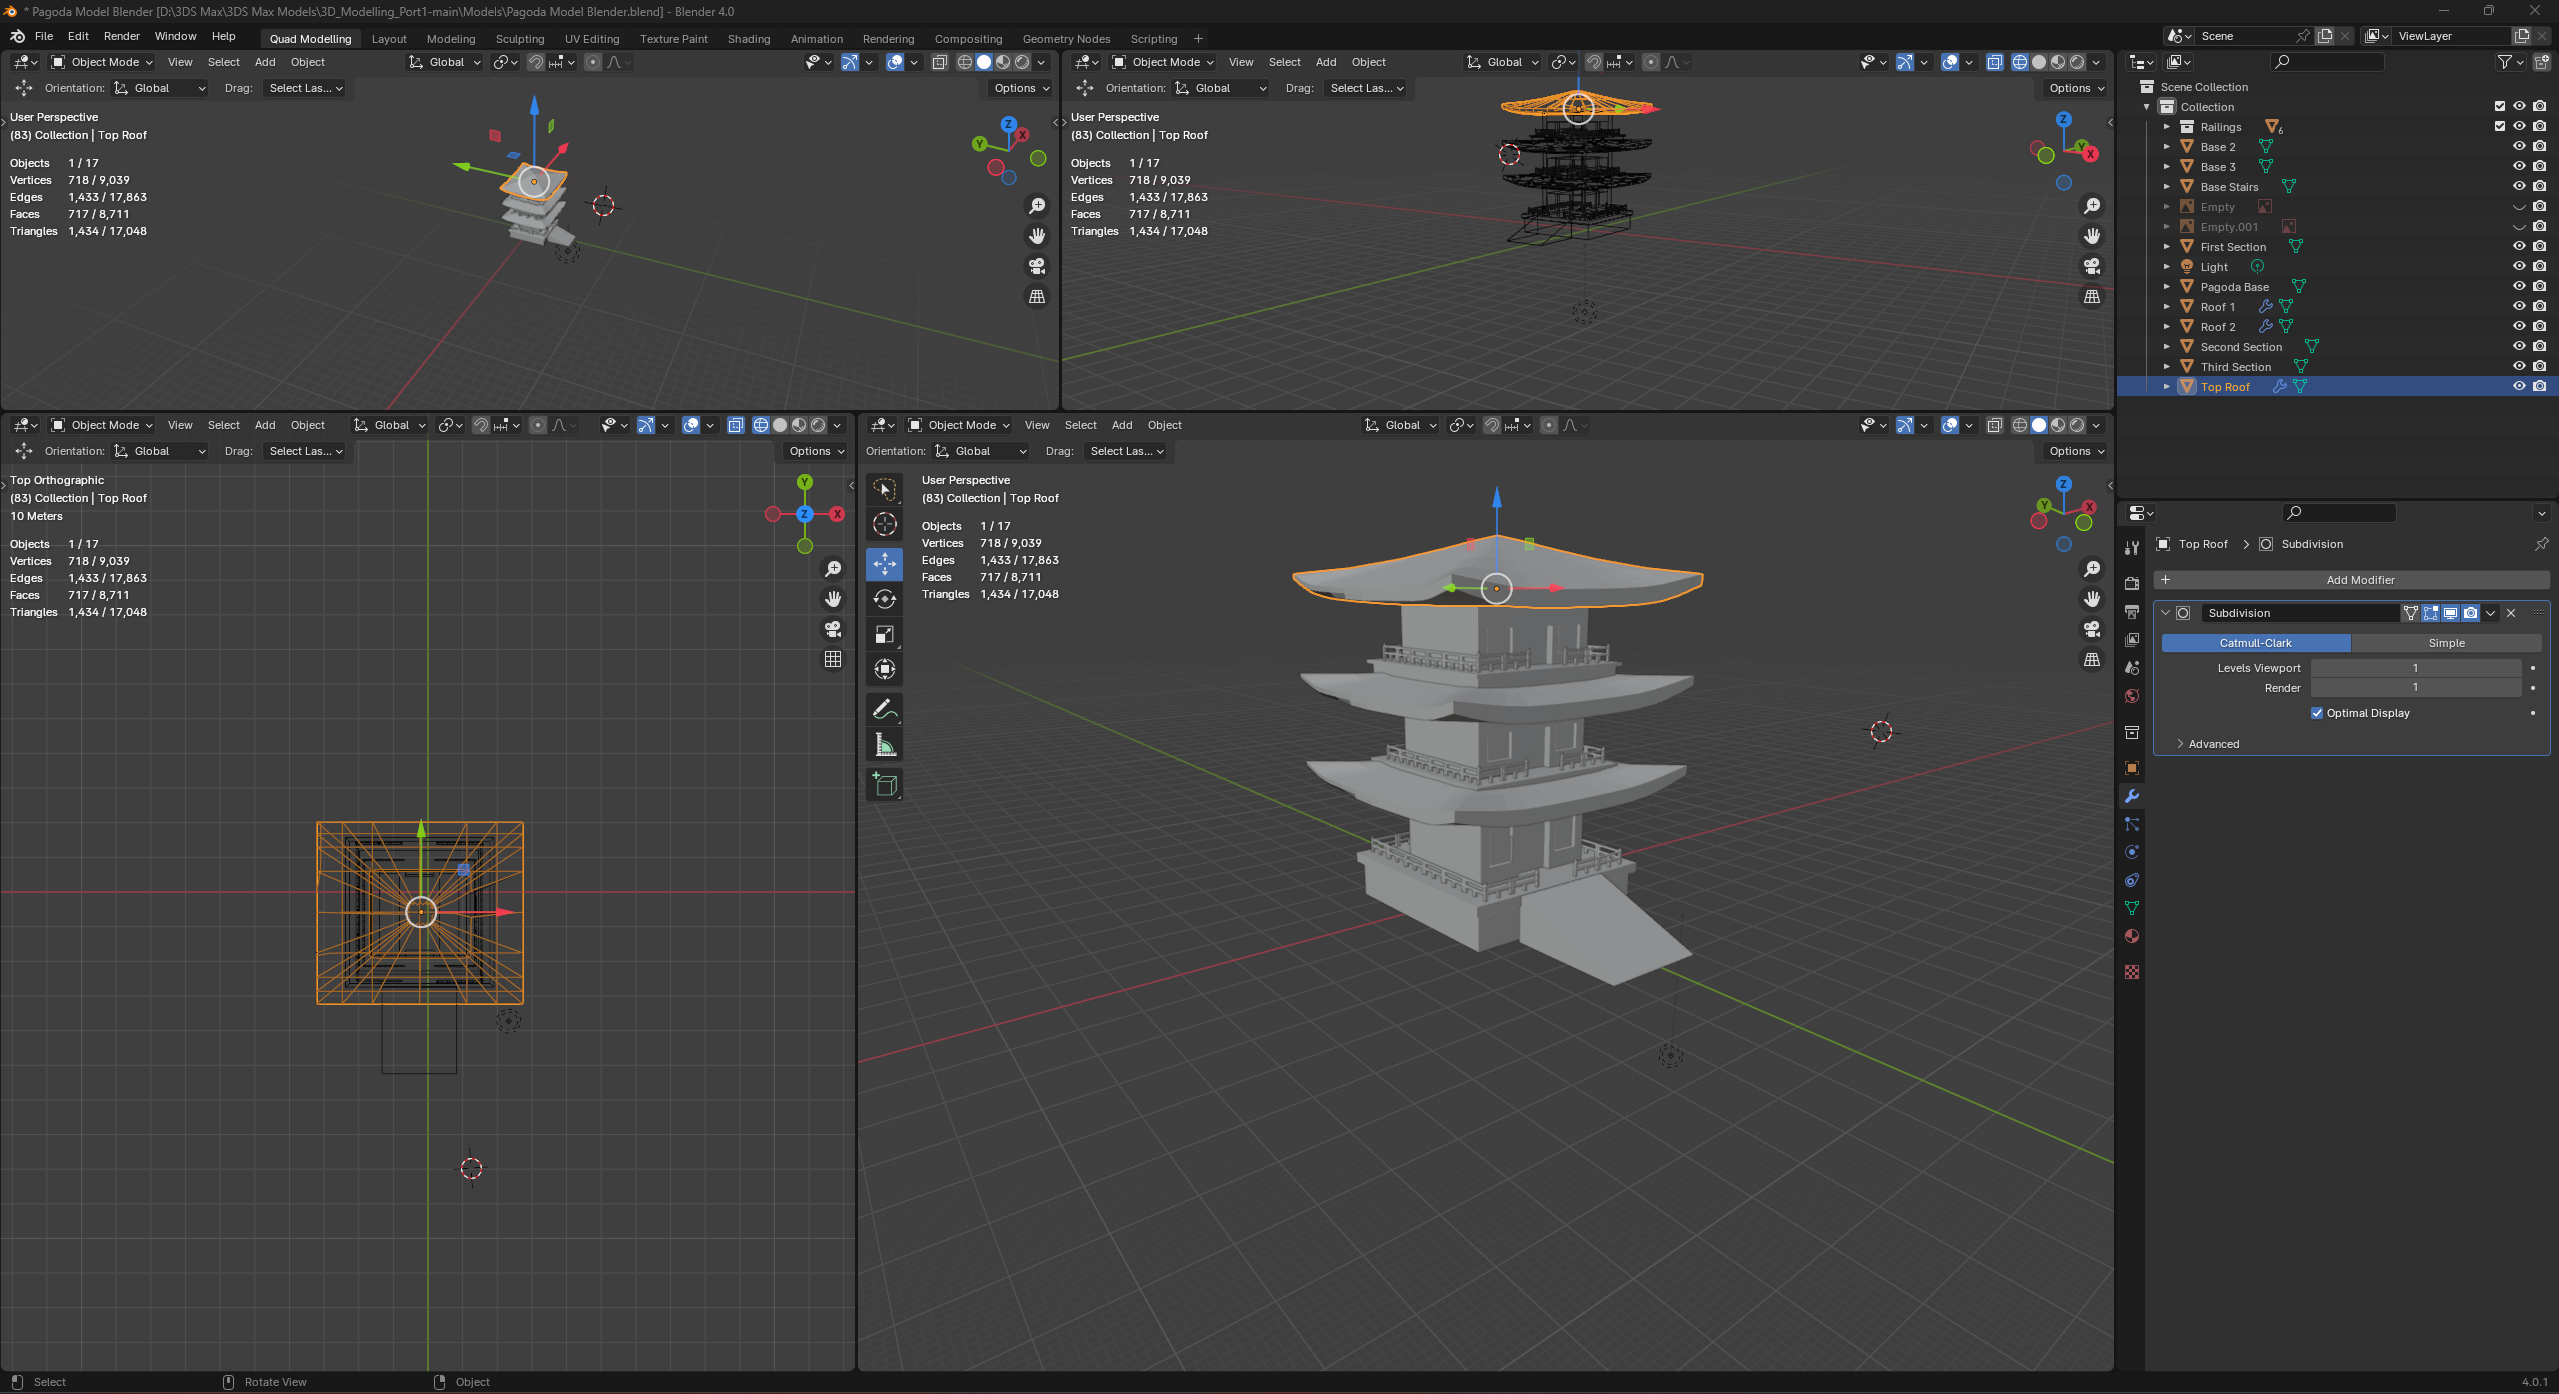 * Pagoda Model Blender [D:\3DS Max\3DS Max Models\3D_Modelling_Port1-main\Models\Pagoda Model Blender.blend] - Blender 4.0
File Edit Render Window Help Quad Modelling Layout Modeling Sculpting UV Editing Texture Paint Shading Animation Rendering Compositing Geometry Nodes Scripting +
Scene ViewLayer
Object Mode View Select Add Object Global
Orientation: Global Drag: Select Las... Options
User Perspective
(83) Collection | Top Roof
Objects 1 / 17
Vertices 718 / 9,039
Edges 1,433 / 17,863
Faces 717 / 8,711
Triangles 1,434 / 17,048
Z
Y
X
Object Mode View Select Add Object Global
Orientation: Global Drag: Select Las... Options
User Perspective
(83) Collection | Top Roof
Objects 1 / 17
Vertices 718 / 9,039
Edges 1,433 / 17,863
Faces 717 / 8,711
Triangles 1,434 / 17,048
Z
Y
X
Object Mode View Select Add Object Global
Orientation: Global Drag: Select Las... Options
Top Orthographic
(83) Collection | Top Roof
10 Meters
Objects 1 / 17
Vertices 718 / 9,039
Edges 1,433 / 17,863
Faces 717 / 8,711
Triangles 1,434 / 17,048
Y
Z
X
Object Mode View Select Add Object Global
Orientation: Global Drag: Select Las... Options
User Perspective
(83) Collection | Top Roof
Objects 1 / 17
Vertices 718 / 9,039
Edges 1,433 / 17,863
Faces 717 / 8,711
Triangles 1,434 / 17,048
Z
Y
X
Scene Collection
Collection
Railings 6
Base 2
Base 3
Base Stairs
Empty
Empty.001
First Section
Light
Pagoda Base
Roof 1
Roof 2
Second Section
Third Section
Top Roof
Top Roof > Subdivision
+ Add Modifier
Subdivision
Catmull-Clark Simple
Levels Viewport 1
Render 1
Optimal Display
Advanced
Select Rotate View Object
4.0.1